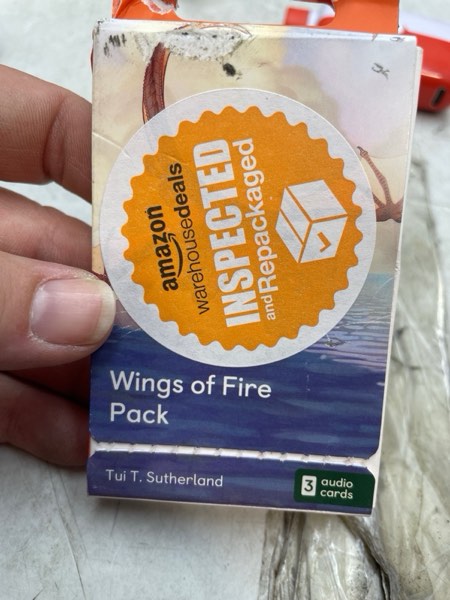 amazon
warehousedeals
INSPECTED
and Repackaged
Wings of Fire
Pack
Tui T. Sutherland
3 audio
cards